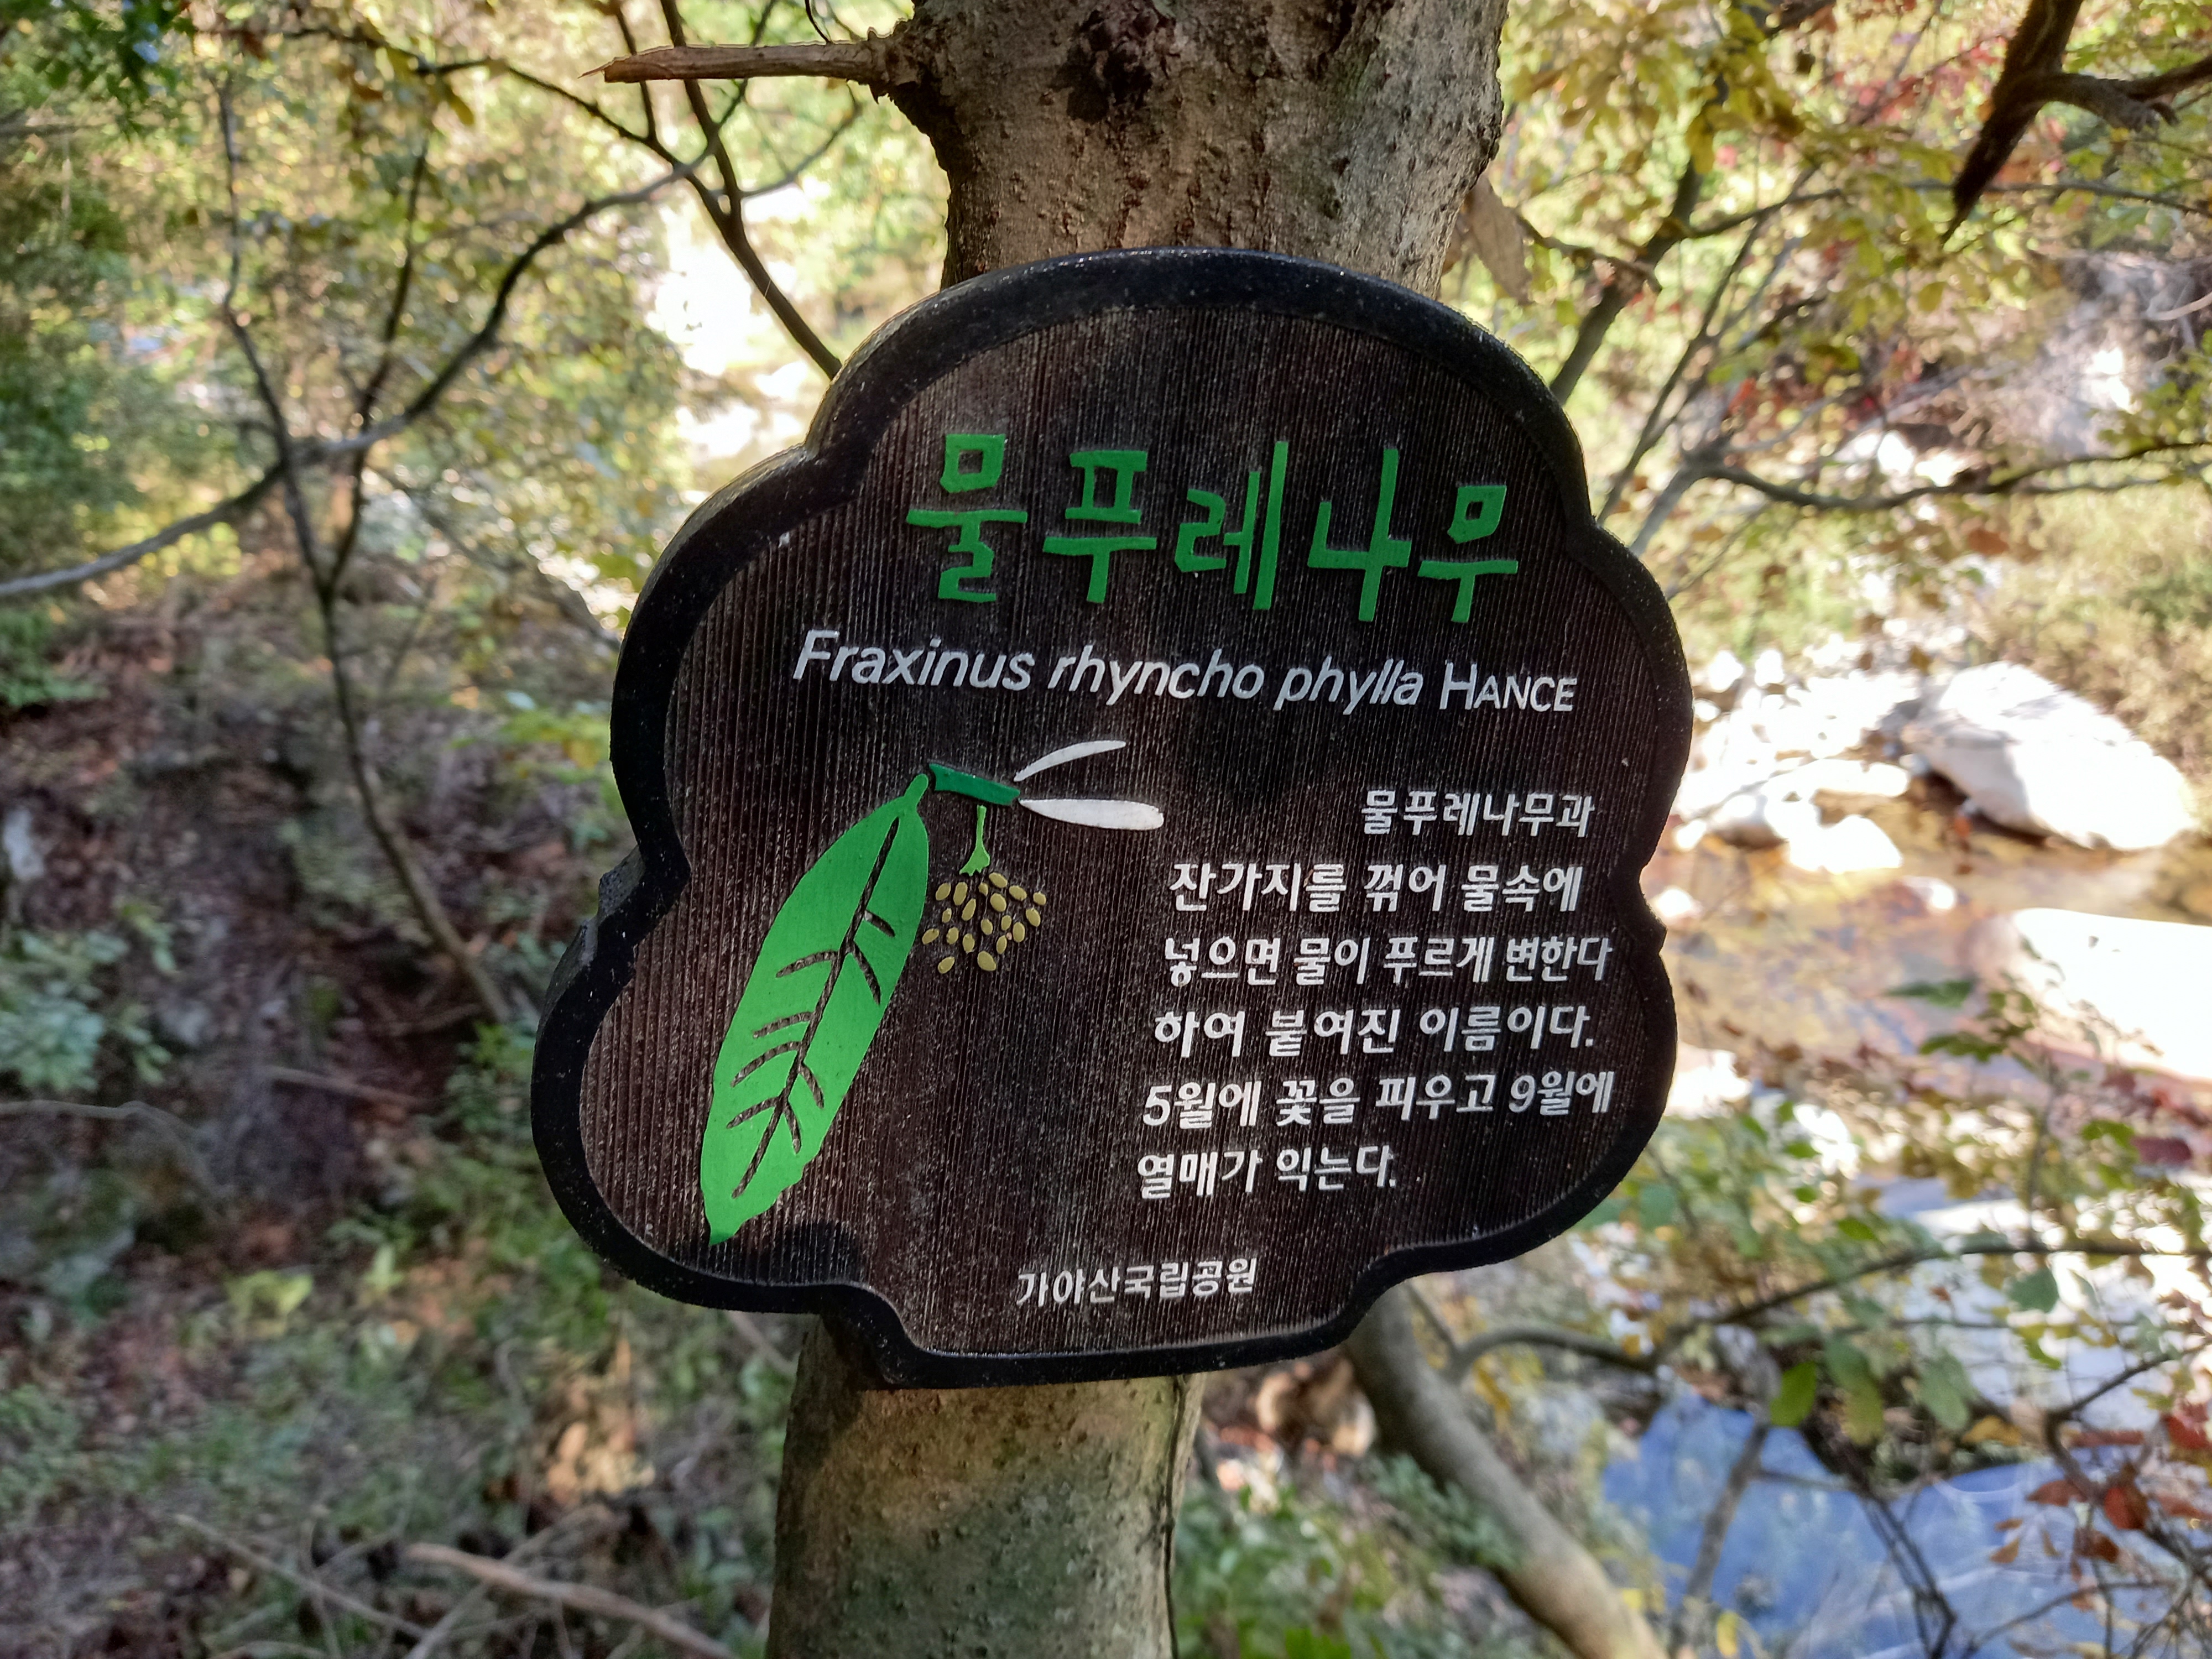 물푸레나무
Fraxinus rhyncho phylla HANCE
물푸레나무과
잔가지를 꺾어 물속에
넣으면 물이 푸르게 변한다
하여 붙여진 이름이다.
5월에 꽃을 피우고 9월에
열매가 익는다.
가야산국립공원